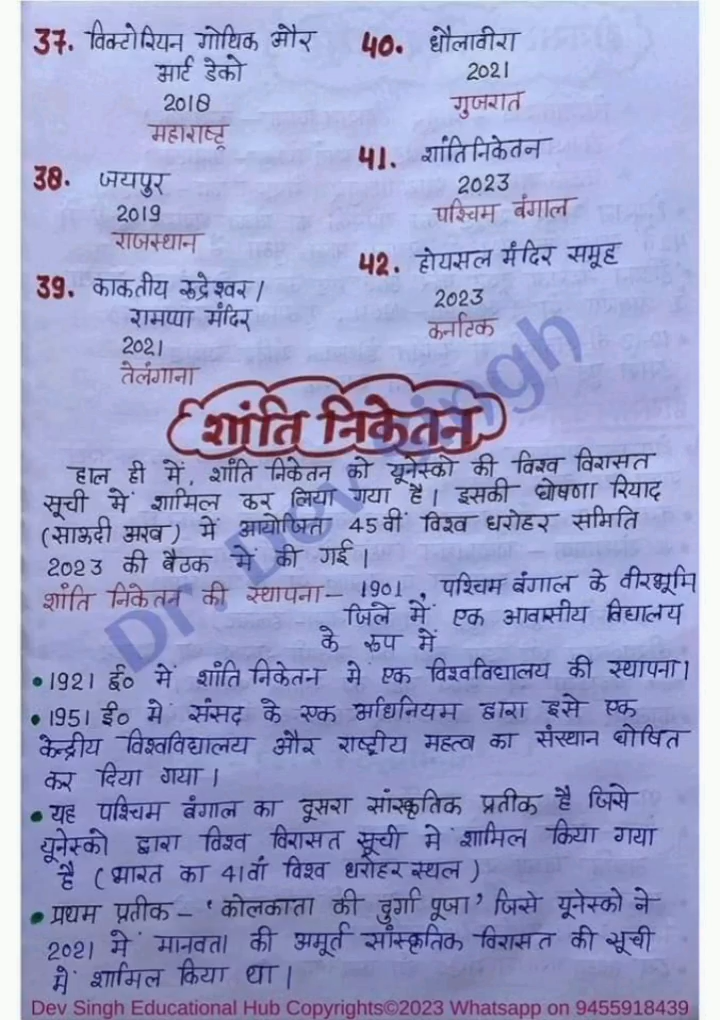 37. विक्टोरियन गोथिक और
आर्ट डेको
2018
महाराष्ट्र
38. जयपुर
2019
राजस्थान
39. काकतीय रुद्रेश्वर /
रामप्पा मंदिर
2021
तेलंगाना
40. धौलावीरा
2021
गुजरात
41. शांतिनिकेतन
2023
पश्चिम बंगाल
42. होयसल मंदिर समूह
2023
कर्नाटक
शांति निकेतन
हाल ही में, शांति निकेतन को यूनेस्को की विश्व विरासत
सूची में शामिल कर लिया गया है। इसकी घोषणा रियाद
(साऊदी अरब) में आयोजित 45वीं विश्व धरोहर समिति
2023 की बैठक में की गई।
शांति निकेतन की स्थापना - 1901, पश्चिम बंगाल के वीरभूमि
जिले में एक आवासीय विद्यालय
के रूप में
• 1921 ई० में शांति निकेतन मे एक विश्वविद्यालय की स्थापना।
• 1951 ई० मे संसद के एक अधिनियम द्वारा इसे एक
केन्द्रीय विश्वविद्यालय और राष्ट्रीय महत्व का संस्थान घोषित
कर दिया गया।
• यह पश्चिम बंगाल का दूसरा सांस्कृतिक प्रतीक है जिसे
यूनेस्को द्वारा विश्व विरासत सूची मे शामिल किया गया
है (भारत का 41वाँ विश्व धरोहर स्थल)
• प्रथम प्रतीक - 'कोलकाता की दुर्गा पूजा' जिसे यूनेस्को ने
2021 में मानवता की अमूर्त सांस्कृतिक विरासत की सूची
में शामिल किया था।
Dr. Dev Singh
Dev Singh Educational Hub Copyrights©2023 Whatsapp on 9455918439